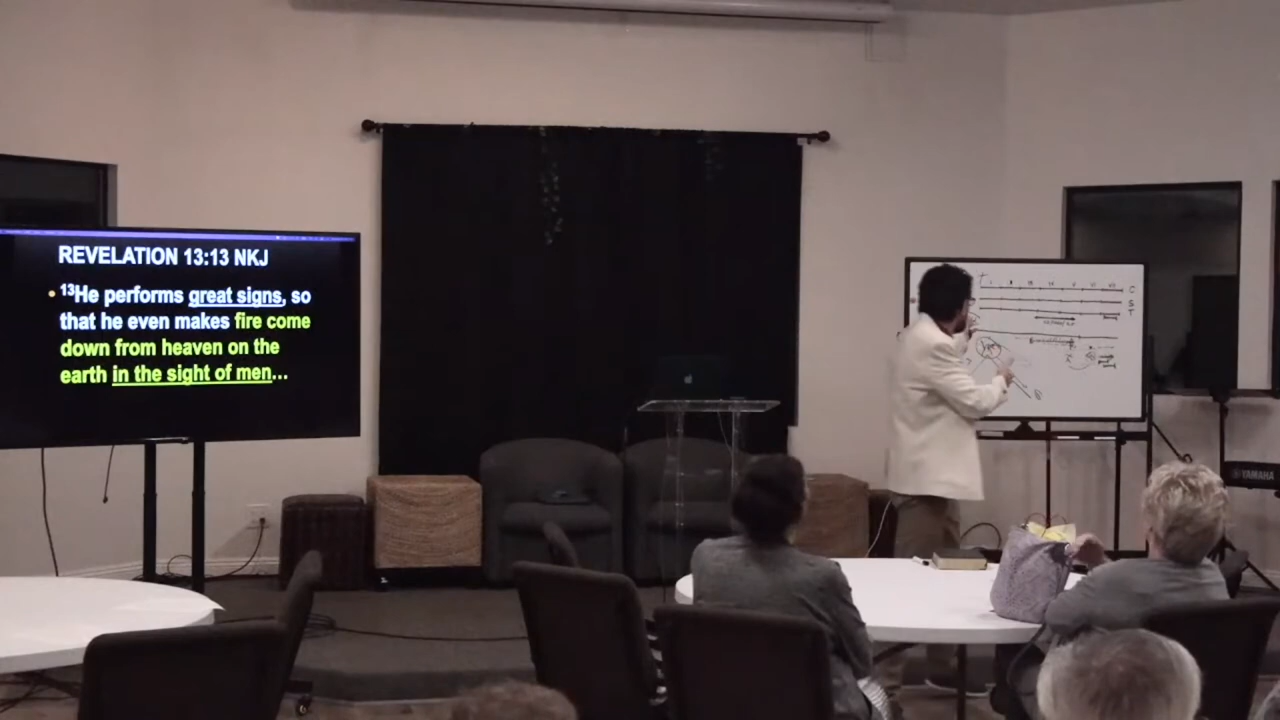 REVELATION 13:13 NKJ
• ¹³He performs great signs, so
that he even makes fire come
down from heaven on the
earth in the sight of men...
C
S
T
YAMAHA